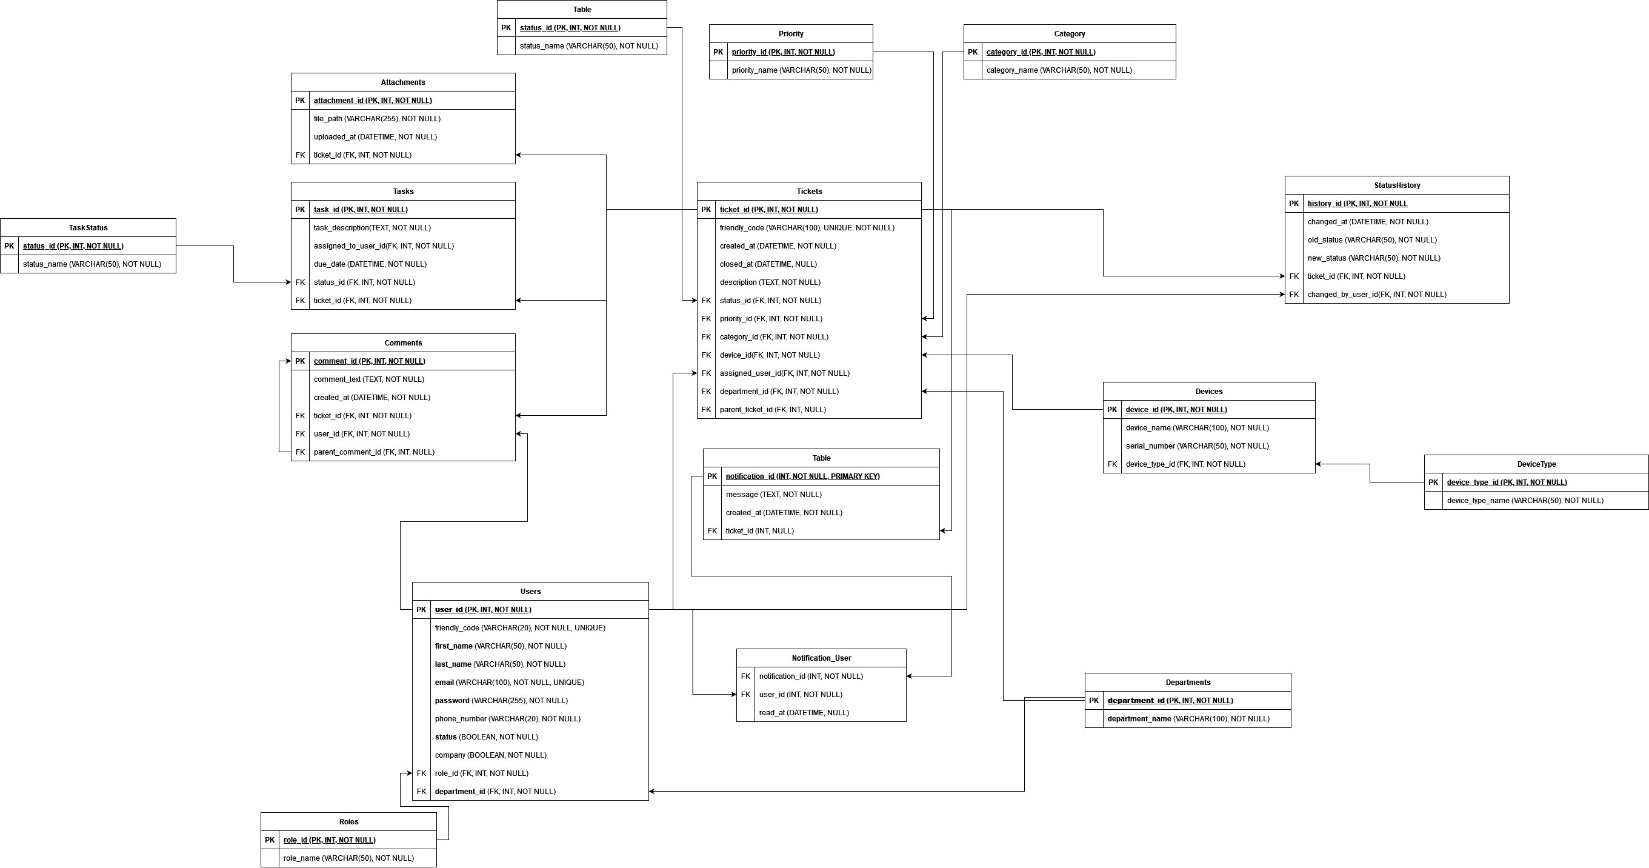 Table
PK status_id (PK, INT, NOT NULL)
status_name (VARCHAR(50), NOT NULL)
Priority
PK priority_id (PK, INT, NOT NULL)
priority_name (VARCHAR(50), NOT NULL)
Category
PK category_id (PK, INT, NOT NULL)
category_name (VARCHAR(50), NOT NULL)
Attachments
PK attachment_id (PK, INT, NOT NULL)
file_path (VARCHAR(255), NOT NULL)
uploaded_at (DATETIME, NOT NULL)
FK ticket_id (FK, INT, NOT NULL)
Tasks
PK task_id (PK, INT, NOT NULL)
task_description(TEXT, NOT NULL)
assigned_to_user_id(FK, INT, NOT NULL)
due_date (DATETIME, NOT NULL)
FK status_id (FK, INT, NOT NULL)
FK ticket_id (FK, INT, NOT NULL)
Tickets
PK ticket_id (PK, INT, NOT NULL)
friendly_code (VARCHAR(100), UNIQUE, NOT NULL)
created_at (DATETIME, NOT NULL)
closed_at (DATETIME, NULL)
description (TEXT, NOT NULL)
FK status_id (FK, INT, NOT NULL)
FK priority_id (FK, INT, NOT NULL)
FK category_id (FK, INT, NOT NULL)
FK device_id(FK, INT, NOT NULL)
FK assigned_user_id(FK, INT, NOT NULL)
FK department_id (FK, INT, NOT NULL)
FK parent_ticket_id (FK, INT, NULL)
StatusHistory
PK history_id (PK, INT, NOT NULL
changed_at (DATETIME, NOT NULL)
old_status (VARCHAR(50), NOT NULL)
new_status (VARCHAR(50), NOT NULL)
FK ticket_id (FK, INT, NOT NULL)
FK changed_by_user_id(FK, INT, NOT NULL)
TaskStatus
PK status_id (PK, INT, NOT NULL)
status_name (VARCHAR(50), NOT NULL)
Comments
PK comment_id (PK, INT, NOT NULL)
comment_text (TEXT, NOT NULL)
created_at (DATETIME, NOT NULL)
FK ticket_id (FK, INT, NOT NULL)
FK user_id (FK, INT, NOT NULL)
FK parent_comment_id (FK, INT, NULL)
Devices
PK device_id (PK, INT, NOT NULL)
device_name (VARCHAR(100), NOT NULL)
serial_number (VARCHAR(50), NOT NULL)
FK device_type_id (FK, INT, NOT NULL)
Table
PK notification_id (INT, NOT NULL, PRIMARY KEY)
message (TEXT, NOT NULL)
created_at (DATETIME, NOT NULL)
FK ticket_id (INT, NULL)
DeviceType
PK device_type_id (PK, INT, NOT NULL)
device_type_name (VARCHAR(50), NOT NULL)
Users
PK user_id (PK, INT, NOT NULL)
friendly_code (VARCHAR(20), NOT NULL, UNIQUE)
first_name (VARCHAR(50), NOT NULL)
last_name (VARCHAR(50), NOT NULL)
email (VARCHAR(100), NOT NULL, UNIQUE)
password (VARCHAR(255), NOT NULL)
phone_number (VARCHAR(20), NOT NULL)
status (BOOLEAN, NOT NULL)
company (BOOLEAN, NOT NULL)
FK role_id (FK, INT, NOT NULL)
FK department_id (FK, INT, NOT NULL)
Notification_User
FK notification_id (INT, NOT NULL)
FK user_id (INT, NOT NULL)
read_at (DATETIME, NULL)
Departments
PK department_id (PK, INT, NOT NULL)
department_name (VARCHAR(100), NOT NULL)
Roles
PK role_id (PK, INT, NOT NULL)
role_name (VARCHAR(50), NOT NULL)